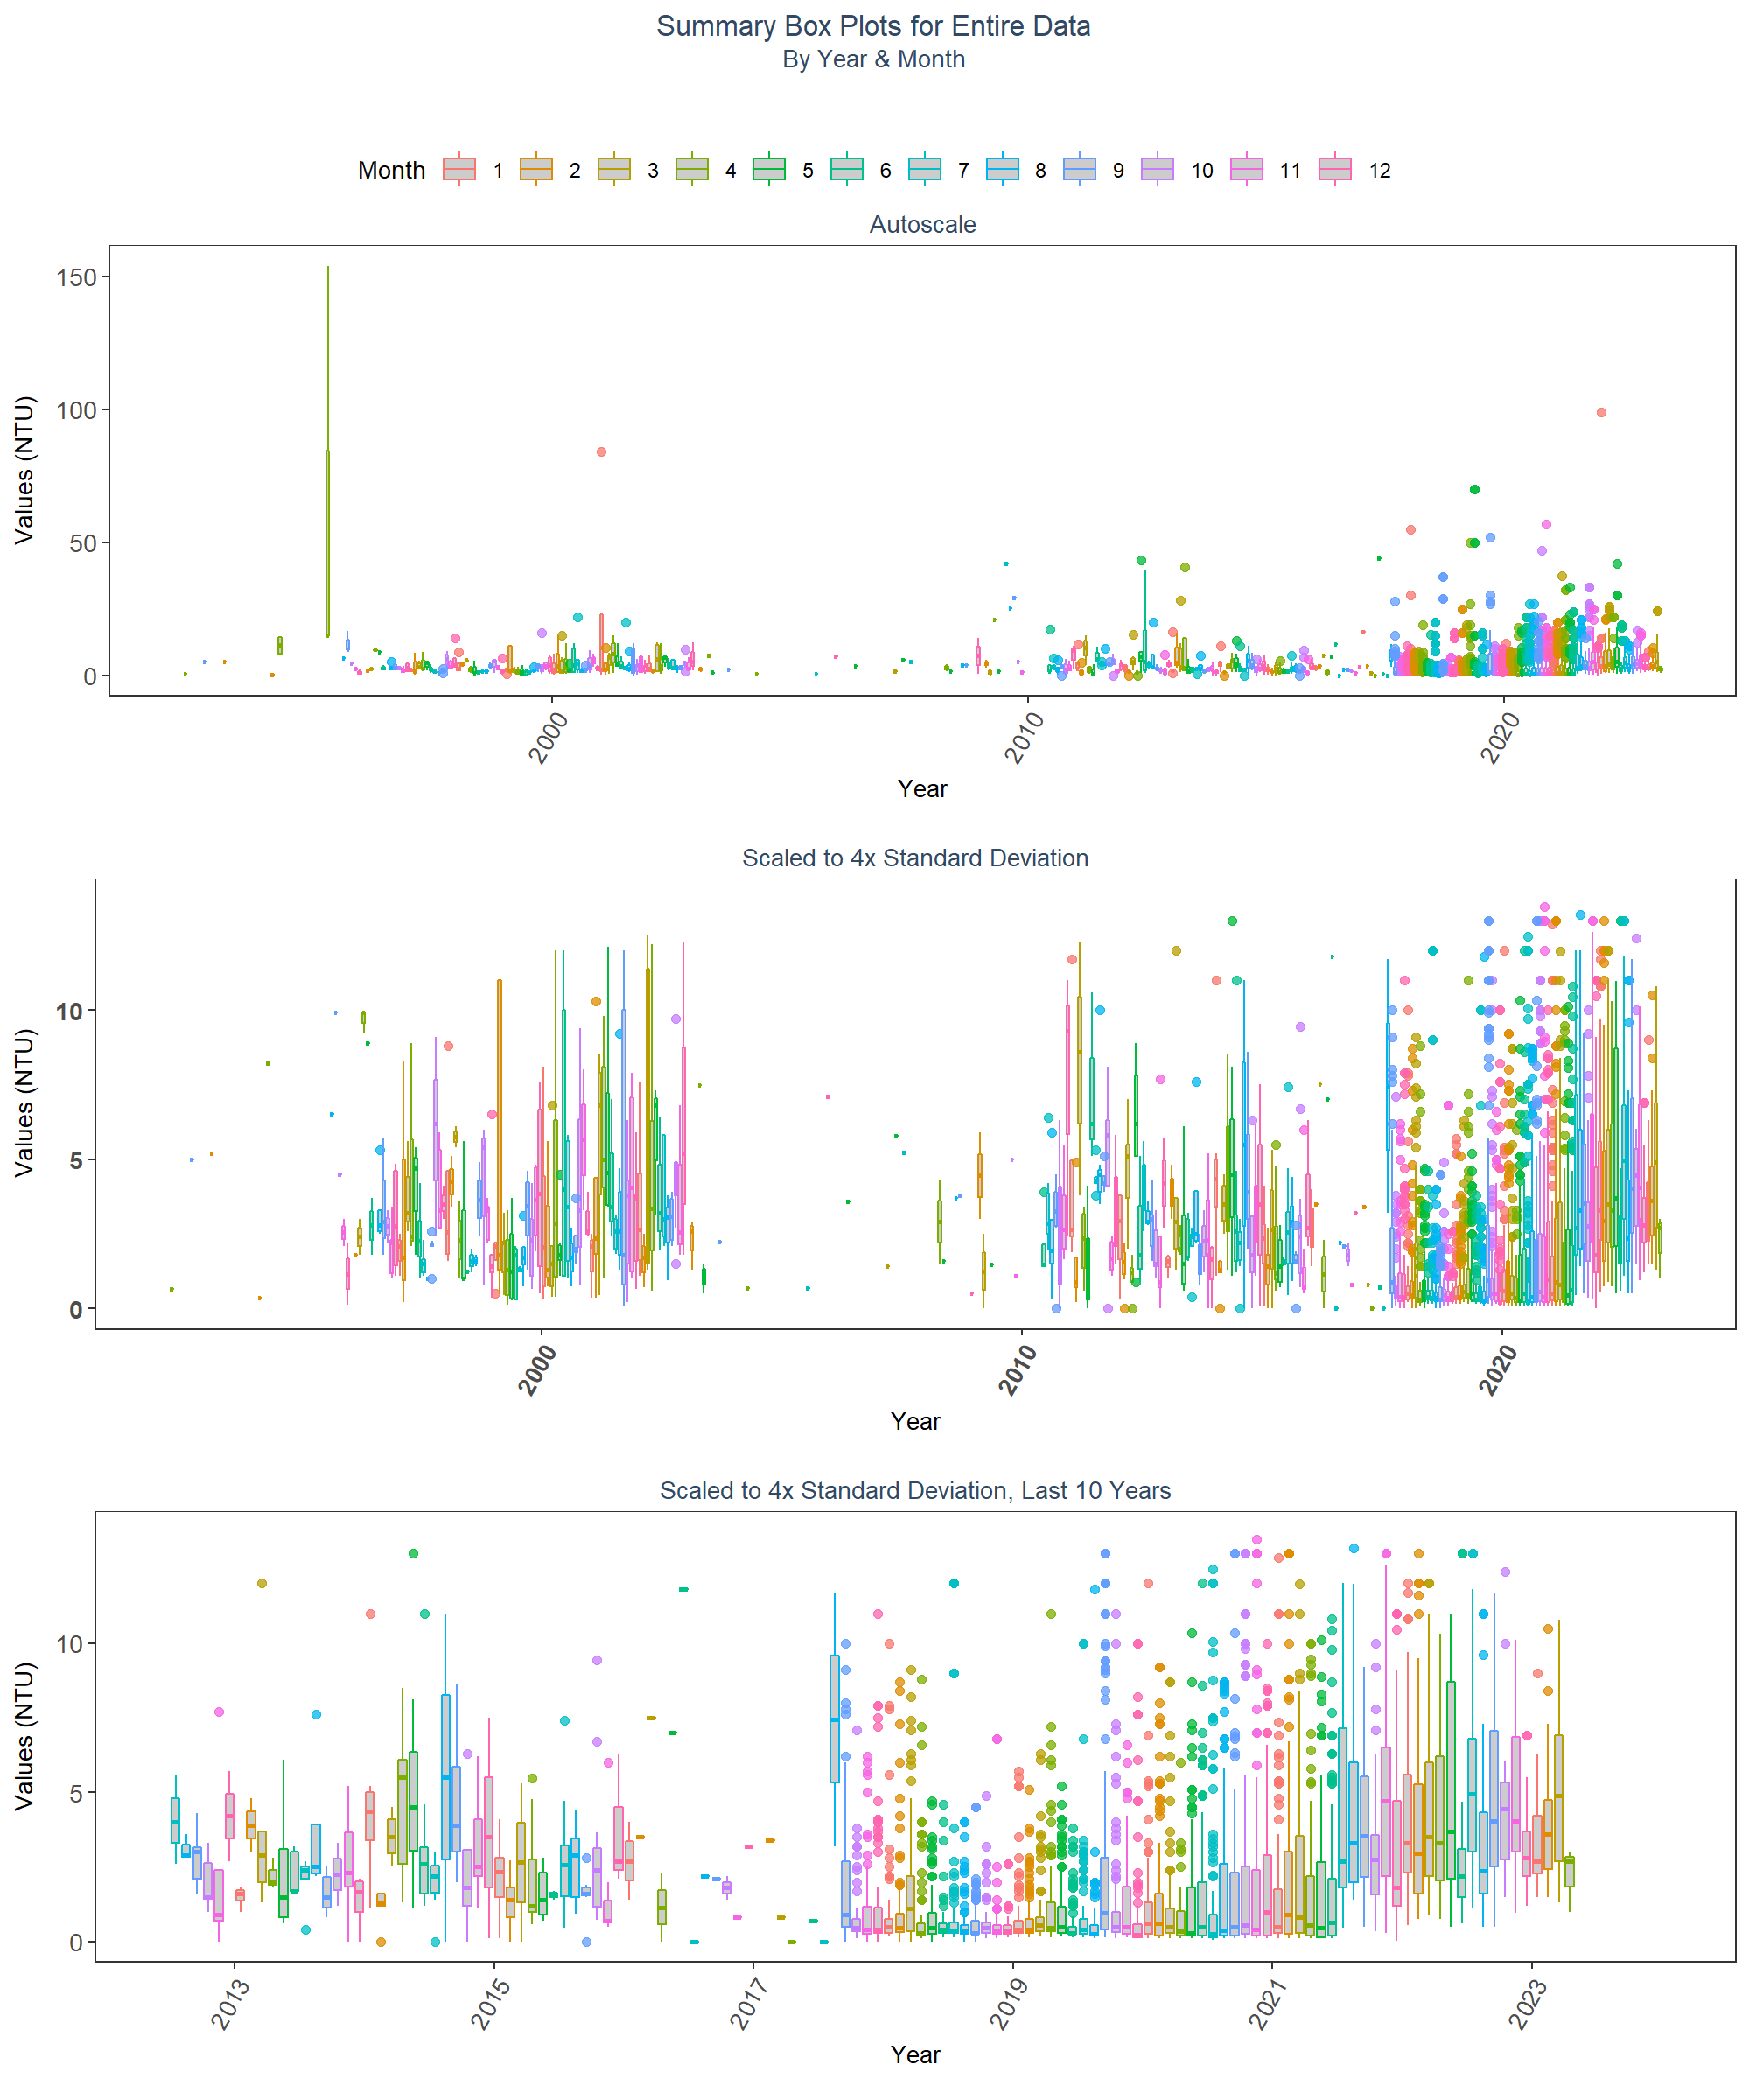 Summary Box Plots for Entire Data
By Year & Month
Month 1 2 3 4 5 6 7 8 9 10 11 12
Autoscale
Values (NTU)
150
100
50
0
2000 2010 2020
Year
Scaled to 4x Standard Deviation
Values (NTU)
10
5
0
2000 2010 2020
Year
Scaled to 4x Standard Deviation, Last 10 Years
Values (NTU)
10
5
0
2013 2015 2017 2019 2021 2023
Year